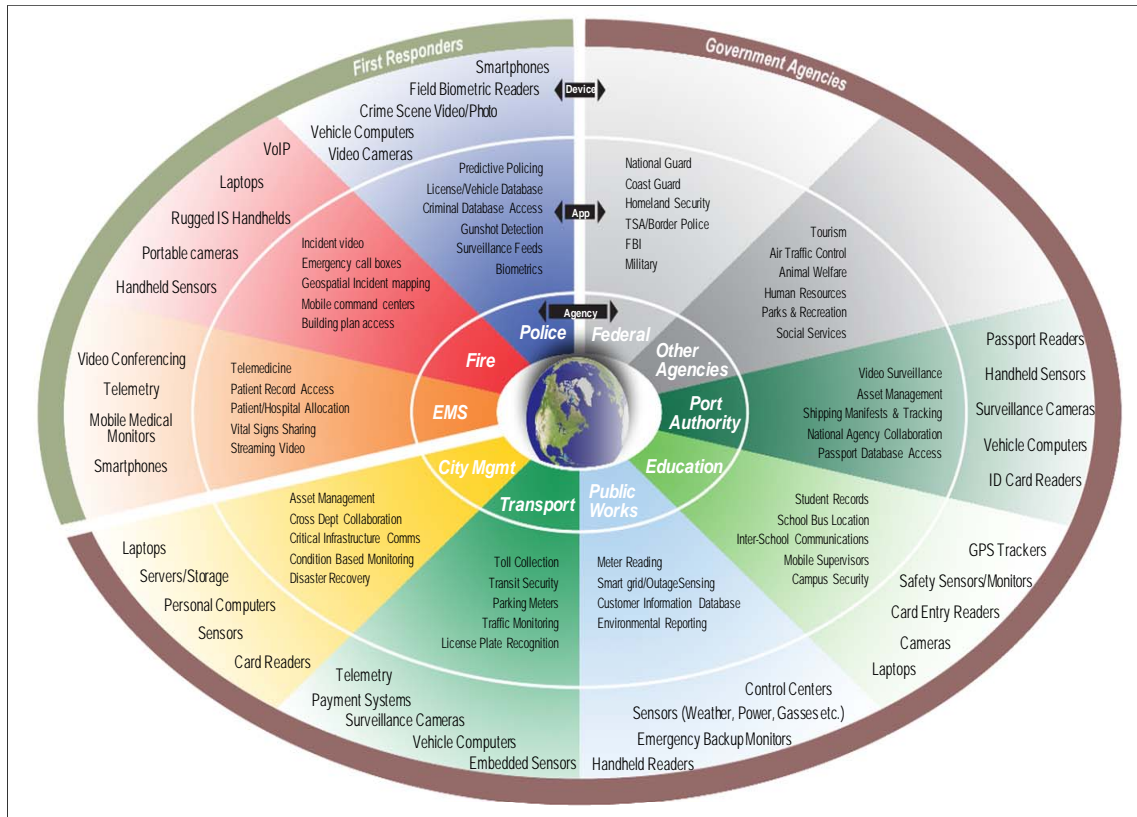 First Responders
Government Agencies
Device
App
Agency
Smartphones
Field Biometric Readers
Crime Scene Video/Photo
Vehicle Computers
Video Cameras
Predictive Policing
License/Vehicle Database
Criminal Database Access
Gunshot Detection
Surveillance Feeds
Biometrics
Police
VoIP
Laptops
Rugged IS Handhelds
Portable cameras
Handheld Sensors
Incident video
Emergency call boxes
Geospatial Incident mapping
Mobile command centers
Building plan access
Fire
Video Conferencing
Telemetry
Mobile Medical
Monitors
Smartphones
Telemedicine
Patient Record Access
Patient/Hospital Allocation
Vital Signs Sharing
Streaming Video
EMS
National Guard
Coast Guard
Homeland Security
TSA/Border Police
FBI
Military
Federal
Tourism
Air Traffic Control
Animal Welfare
Human Resources
Parks & Recreation
Social Services
Other
Agencies
Passport Readers
Handheld Sensors
Surveillance Cameras
Vehicle Computers
ID Card Readers
Video Surveillance
Asset Management
Shipping Manifests & Tracking
National Agency Collaboration
Passport Database Access
Port
Authority
City Mgmt
Asset Management
Cross Dept Collaboration
Critical Infrastructure Comms
Condition Based Monitoring
Disaster Recovery
Laptops
Servers/Storage
Personal Computers
Sensors
Card Readers
Transport
Toll Collection
Transit Security
Parking Meters
Traffic Monitoring
License Plate Recognition
Telemetry
Payment Systems
Surveillance Cameras
Vehicle Computers
Embedded Sensors
Public
Works
Meter Reading
Smart grid/OutageSensing
Customer Information Database
Environmental Reporting
Control Centers
Sensors (Weather, Power, Gasses etc.)
Emergency Backup Monitors
Handheld Readers
Education
Student Records
School Bus Location
Inter-School Communications
Mobile Supervisors
Campus Security
GPS Trackers
Safety Sensors/Monitors
Card Entry Readers
Cameras
Laptops